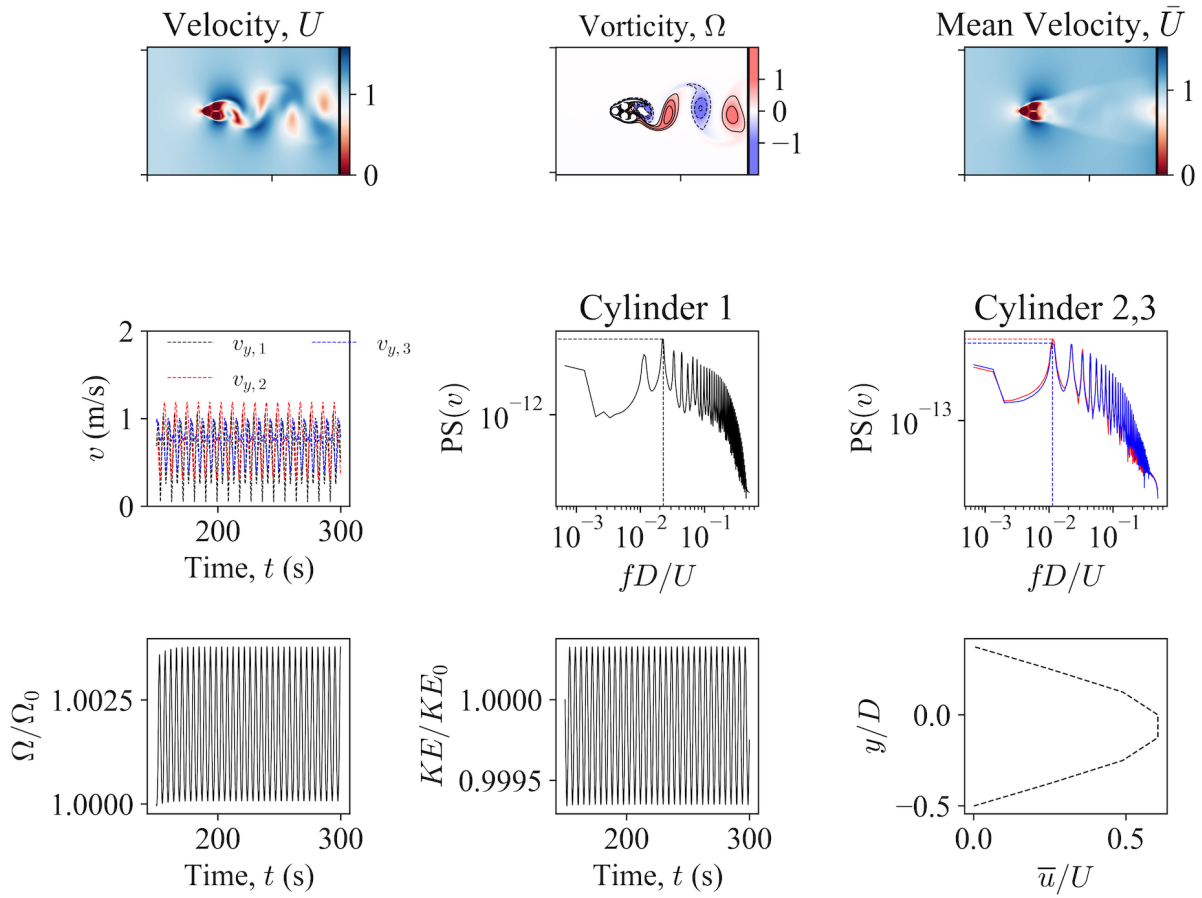 Velocity, U
1
0
Vorticity, Ω
1
0
−1
Mean Velocity, Ū
1
0
v (m/s)
2
1
0
v_{y,1}
v_{y,2}
v_{y,3}
200 300
Time, t (s)
Cylinder 1
PS(v)
10^{−12}
10^{−3} 10^{−2} 10^{−1}
fD/U
Cylinder 2,3
PS(v)
10^{−13}
10^{−3} 10^{−2} 10^{−1}
fD/U
Ω/Ω_0
1.0025
1.0000
200 300
Time, t (s)
KE/KE_0
1.0000
0.9995
200 300
Time, t (s)
y/D
0.0
−0.5
0.0 0.5
u̅/U